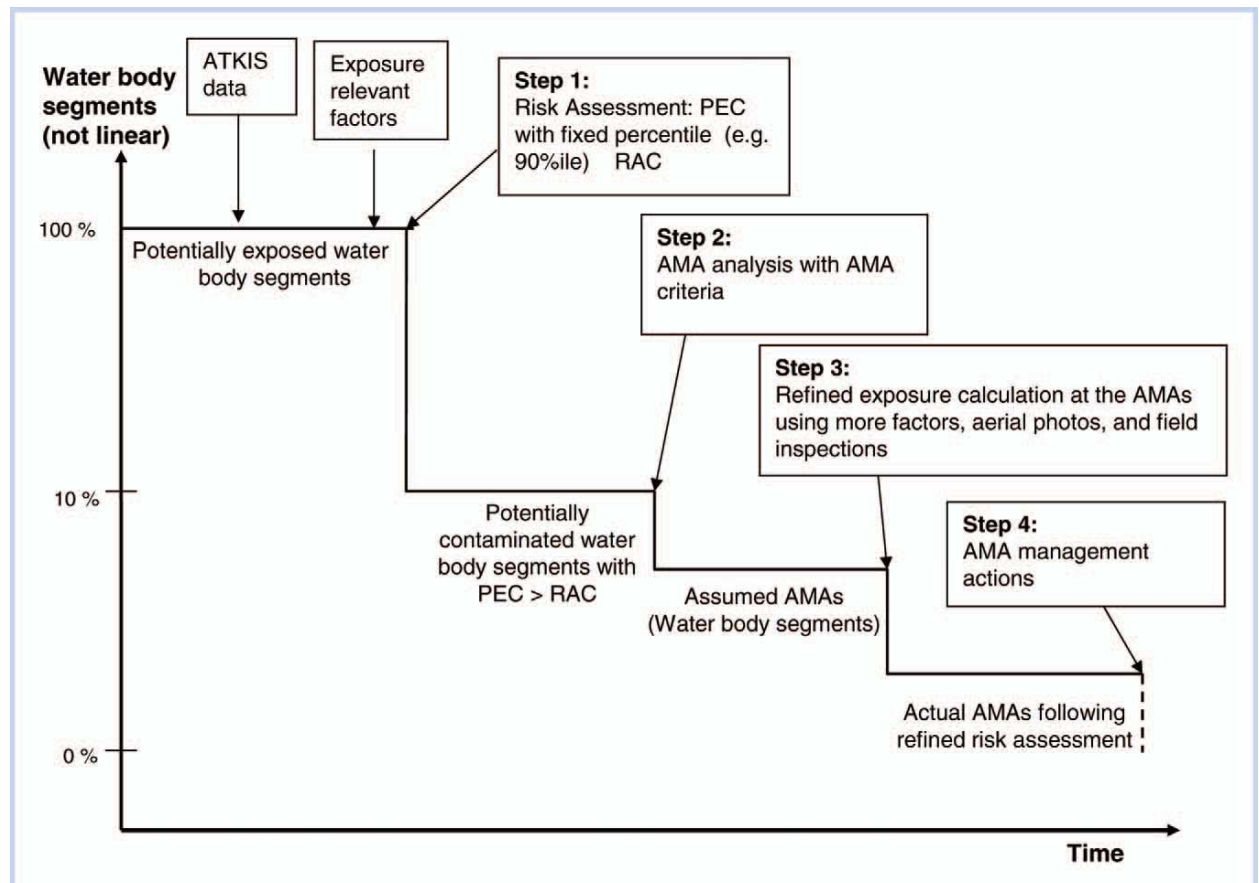 Water body
segments
(not linear)
ATKIS
data
Exposure
relevant
factors
Step 1:
Risk Assessment: PEC
with fixed percentile (e.g.
90%ile) RAC
100 %
Potentially exposed water
body segments
Step 2:
AMA analysis with AMA
criteria
Step 3:
Refined exposure calculation at the AMAs
using more factors, aerial photos, and field
inspections
10 %
Potentially
contaminated water
body segments with
PEC > RAC
Step 4:
AMA management
actions
Assumed AMAs
(Water body segments)
Actual AMAs following
refined risk assessment
0 %
Time